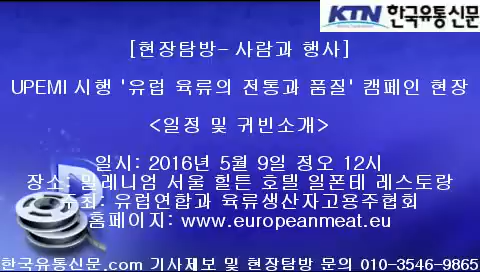 KTN 한국유통신문
[현장탐방- 사람과 행사]
UPEMI 시행 '유럽 육류의 전통과 품질' 캠페인 현장
<일정 및 귀빈소개>
일시: 2016년 5월 9일 정오 12시
장소: 밀레니엄 서울 힐튼 호텔 일폰테 레스토랑
주최: 유럽연합과 육류생산자고용주협회
홈페이지: www.europeanmeat.eu
한국유통신문.com 기사제보 및 현장탐방 문의 010-3546-9865